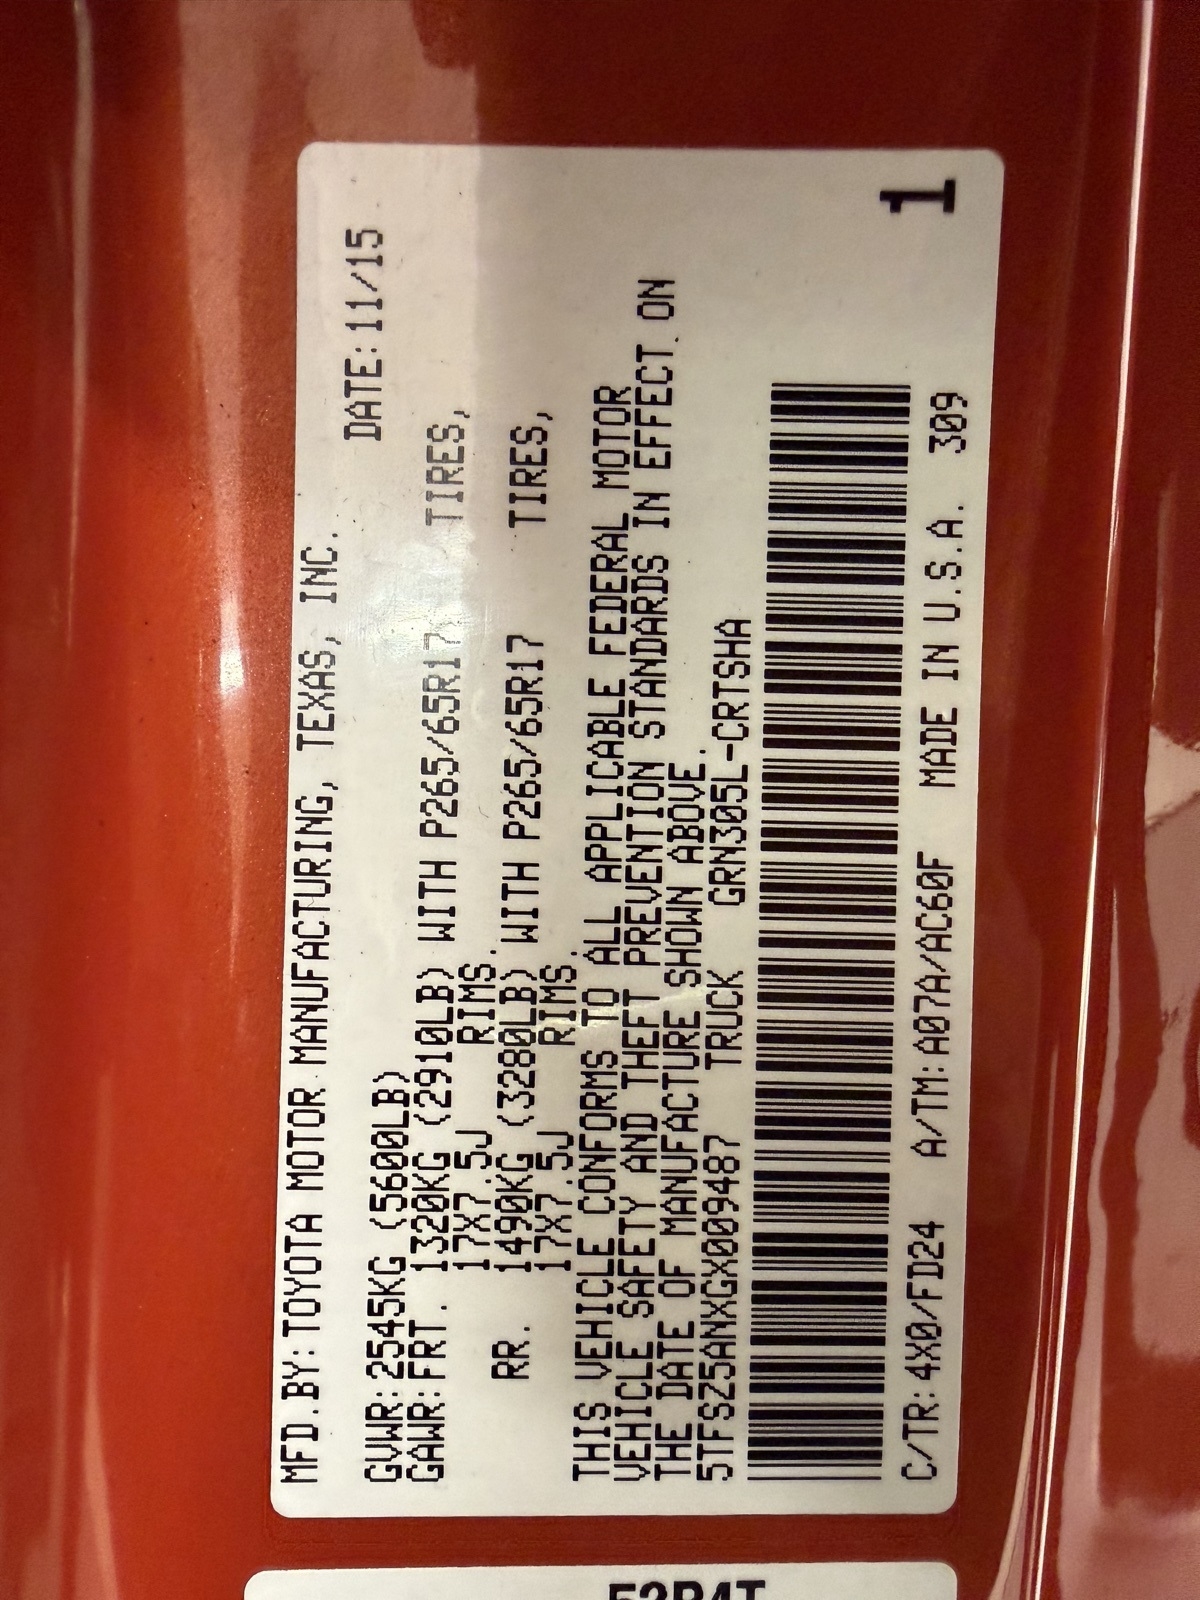 MFD.BY:TOYOTA MOTOR MANUFACTURING, TEXAS, INC.
DATE:11/15
GVWR:2545KG (5600LB)
GAWR:FRT. 1320KG (2910LB) WITH P265/65R17 TIRES,
17X7.5J RIMS.
RR. 1490KG (3280LB) WITH P265/65R17 TIRES,
17X7.5J RIMS.
THIS VEHICLE CONFORMS TO ALL APPLICABLE FEDERAL MOTOR
VEHICLE SAFETY AND THEFT PREVENTION STANDARDS IN EFFECT ON
THE DATE OF MANUFACTURE SHOWN ABOVE.
5TFSZ5ANXGX009487 TRUCK GRN305L-CRTSHA
C/TR:4X0/FD24 A/TM:A07A/AC60F MADE IN U.S.A. 309
1